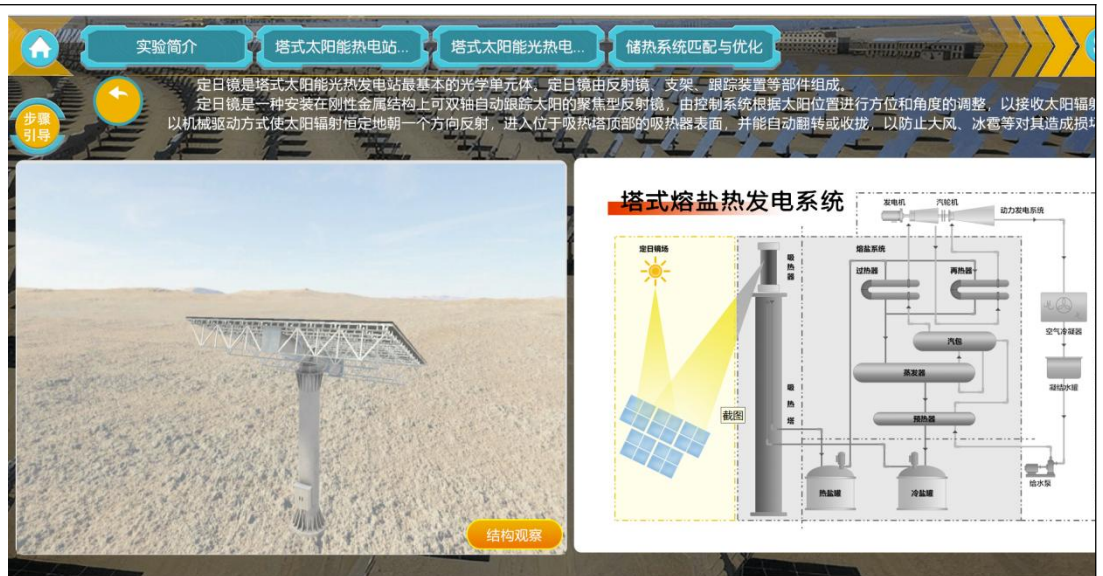 实验简介
塔式太阳能热电站...
塔式太阳能光热电...
储热系统匹配与优化
定日镜是塔式太阳能光热发电站最基本的光学单元体。定日镜由反射镜、支架、跟踪装置等部件组成。
定日镜是一种安装在刚性金属结构上可双轴自动跟踪太阳的聚焦型反射镜，由控制系统根据太阳位置进行方位和角度的调整，以接收太阳辐射
以机械驱动方式使太阳辐射恒定地朝一个方向反射，进入位于吸热塔顶部的吸热器表面，并能自动翻转或收拢，以防止大风、冰雹等对其造成损
步骤
引导
结构观察
塔式熔盐热发电系统
发电机
汽轮机
动力发电系统
定日镜场
吸热器
熔盐系统
过热器
再热器
空气冷凝器
汽包
蒸发器
凝结水罐
吸热塔
截图
预热器
热盐罐
冷盐罐
给水泵